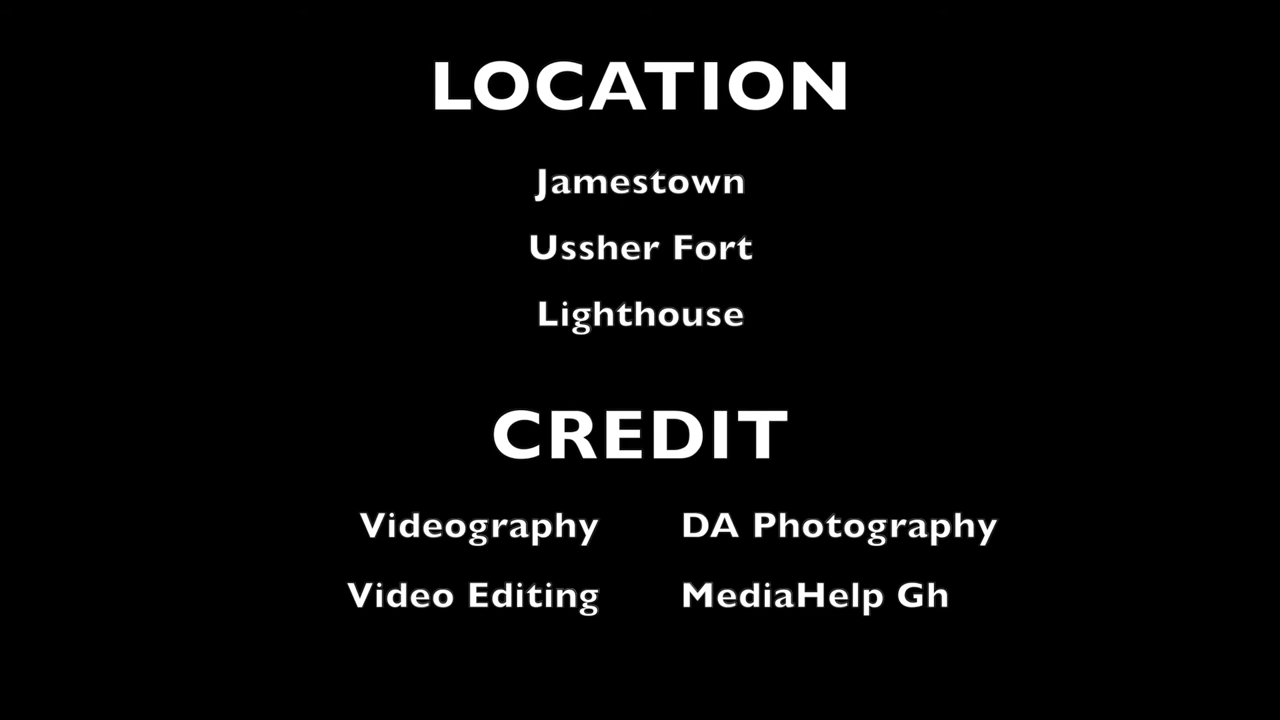 LOCATION
Jamestown
Ussher Fort
Lighthouse
CREDIT
Videography DA Photography
Video Editing MediaHelp Gh